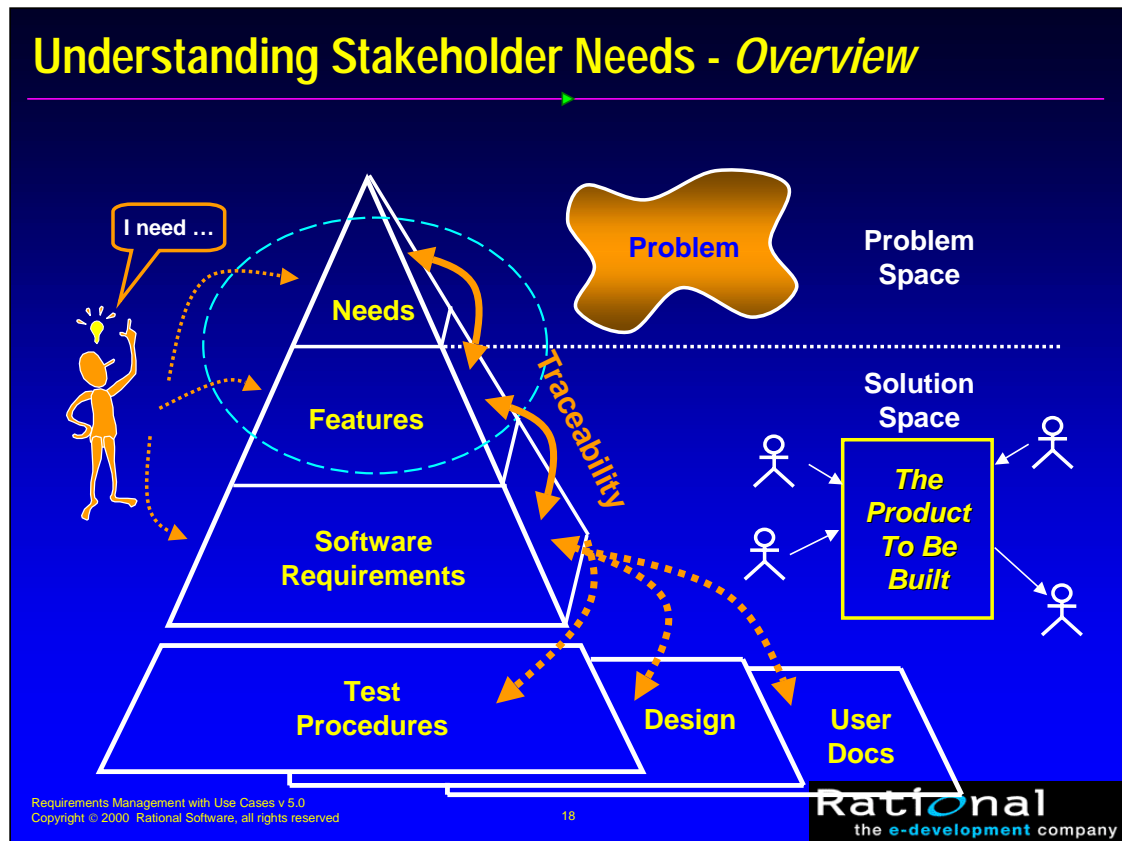 Understanding Stakeholder Needs - Overview
I need …
Problem
Problem
Space
Needs
Traceability
Solution
Space
Features
The
Product
To Be
Built
Software
Requirements
Test
Procedures
Design
User
Docs
Requirements Management with Use Cases v 5.0
Copyright © 2000 Rational Software, all rights reserved
18
Rational
the e-development company